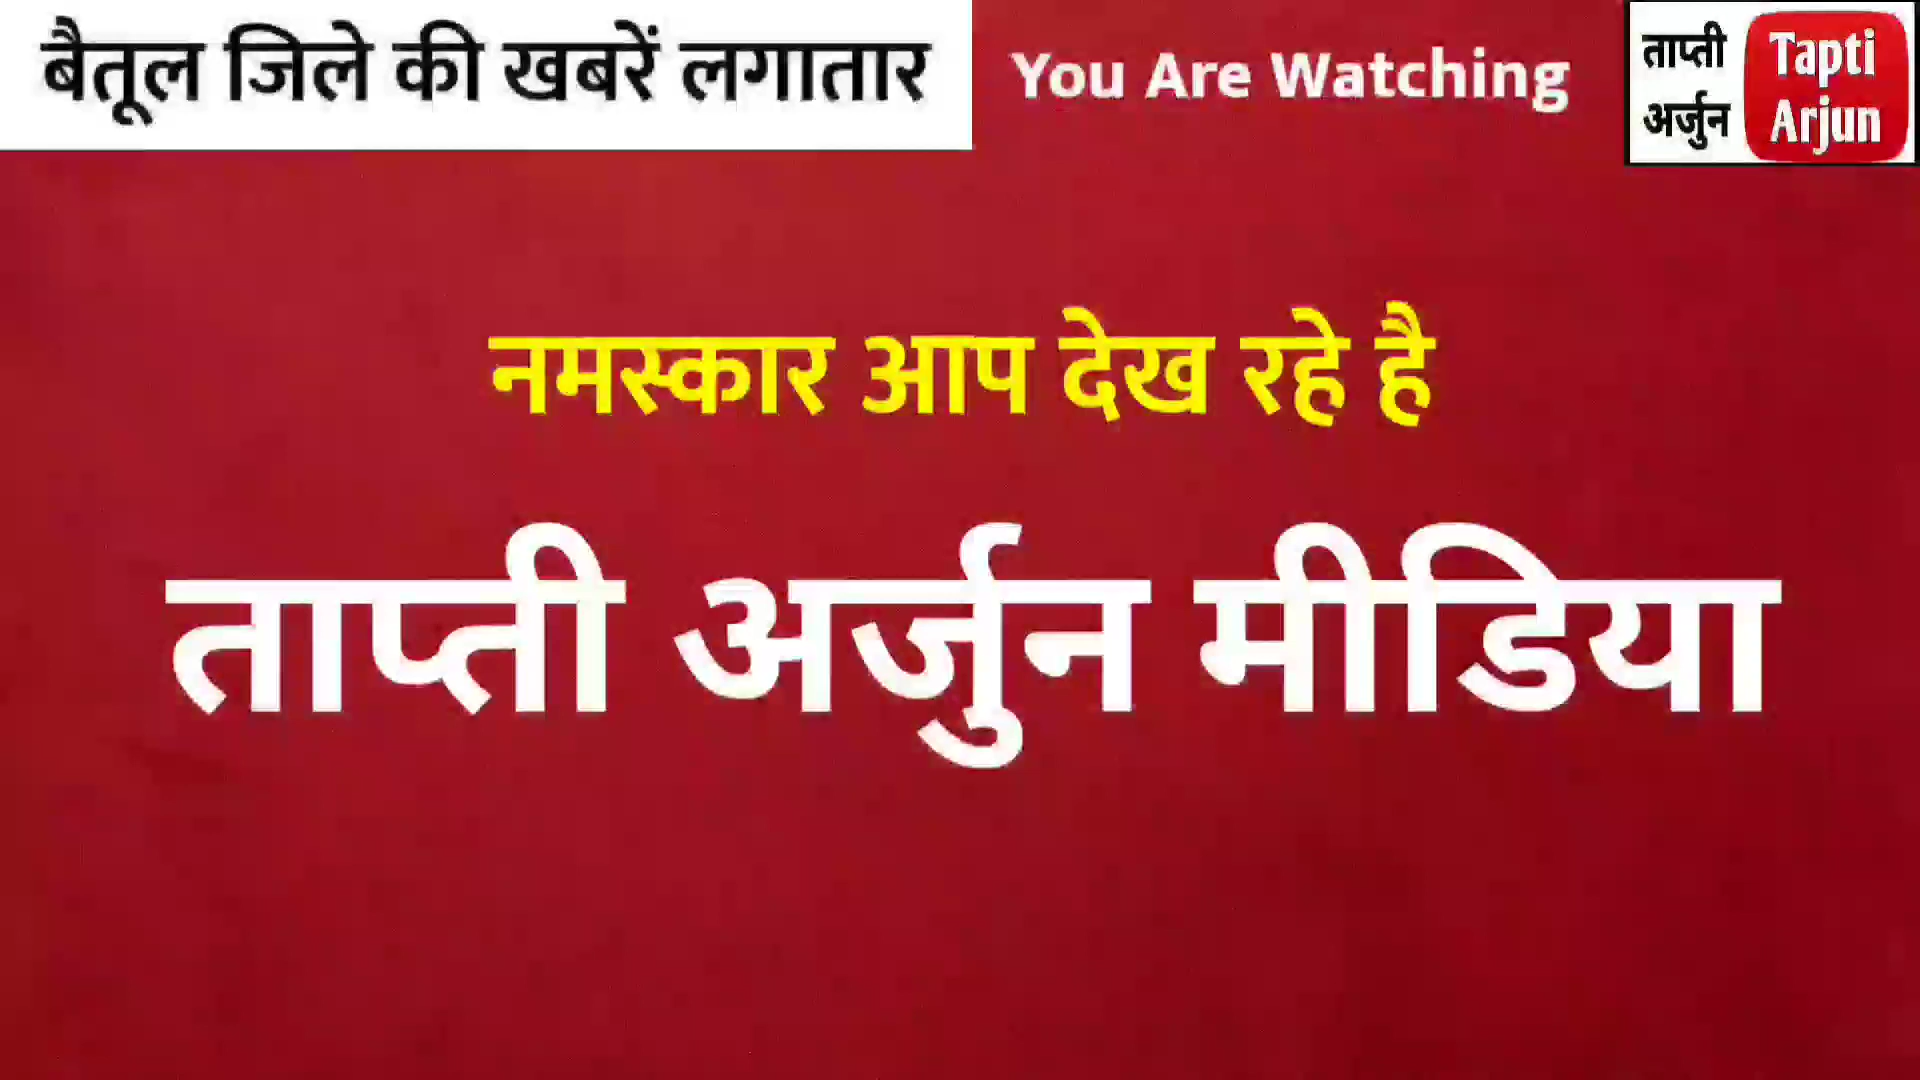 बैतूल जिले की खबरें लगातार
You Are Watching
ताप्ती
अर्जुन
Tapti
Arjun
नमस्कार आप देख रहे है
ताप्ती अर्जुन मीडिया